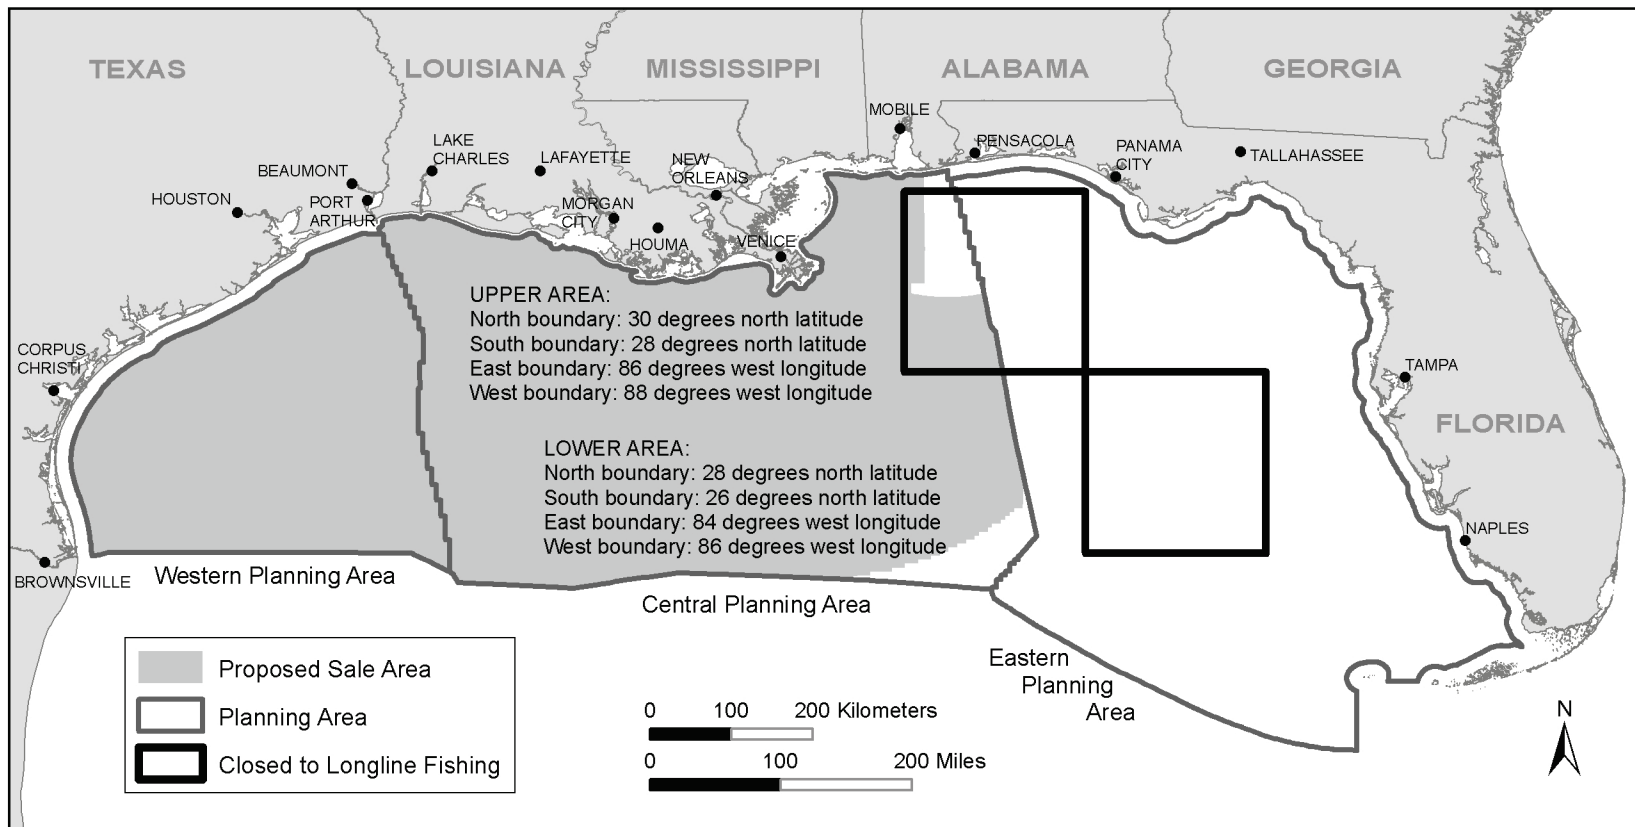 TEXAS
LOUISIANA
MISSISSIPPI
ALABAMA
GEORGIA
MOBILE
PENSACOLA
PANAMA
CITY
TALLAHASSEE
LAKE
CHARLES
LAFAYETTE
NEW
ORLEANS
BEAUMONT
HOUSTON
PORT
ARTHUR
MORGAN
CITY
HOUMA
VENICE
UPPER AREA:
North boundary: 30 degrees north latitude
South boundary: 28 degrees north latitude
East boundary: 86 degrees west longitude
West boundary: 88 degrees west longitude
CORPUS
CHRISTI
TAMPA
FLORIDA
LOWER AREA:
North boundary: 28 degrees north latitude
South boundary: 26 degrees north latitude
East boundary: 84 degrees west longitude
West boundary: 86 degrees west longitude
NAPLES
BROWNSVILLE
Western Planning Area
Central Planning Area
Eastern
Planning
Area
Proposed Sale Area
Planning Area
Closed to Longline Fishing
0 100 200 Kilometers
0 100 200 Miles
N